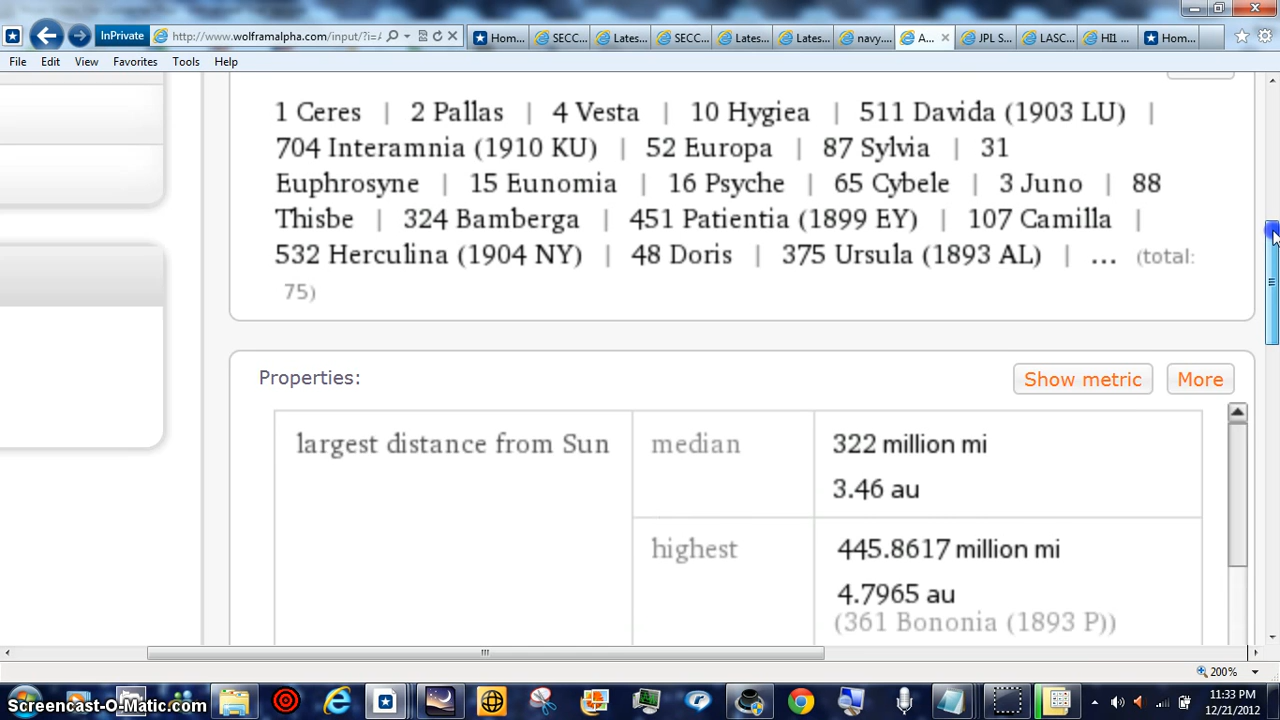 InPrivate
http://www.wolframalpha.com/input/?i=A
Hom...
SECC...
Lates...
SECC...
Lates...
Lates...
navy....
A...
JPL S...
LASC...
HI1 ...
Hom...
File Edit View Favorites Tools Help
1 Ceres | 2 Pallas | 4 Vesta | 10 Hygiea | 511 Davida (1903 LU) |
704 Interamnia (1910 KU) | 52 Europa | 87 Sylvia | 31
Euphrosyne | 15 Eunomia | 16 Psyche | 65 Cybele | 3 Juno | 88
Thisbe | 324 Bamberga | 451 Patientia (1899 EY) | 107 Camilla |
532 Herculina (1904 NY) | 48 Doris | 375 Ursula (1893 AL) | ... (total:
75)
Properties:
Show metric
More
largest distance from Sun
median
322 million mi
3.46 au
highest
445.8617 million mi
4.7965 au
(361 Bononia (1893 P))
200%
Screencast-O-Matic.com
11:33 PM
12/21/2012